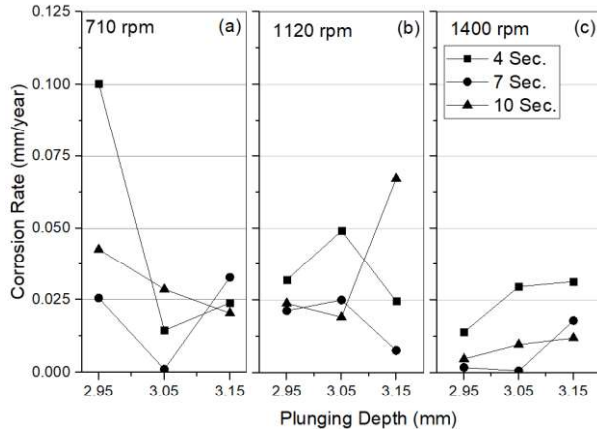 710 rpm (a)
1120 rpm (b)
1400 rpm (c)
4 Sec.
7 Sec.
10 Sec.
Corrosion Rate (mm/year)
0.125
0.100
0.075
0.050
0.025
0.000
2.95 3.05 3.15
2.95 3.05 3.15
2.95 3.05 3.15
Plunging Depth (mm)